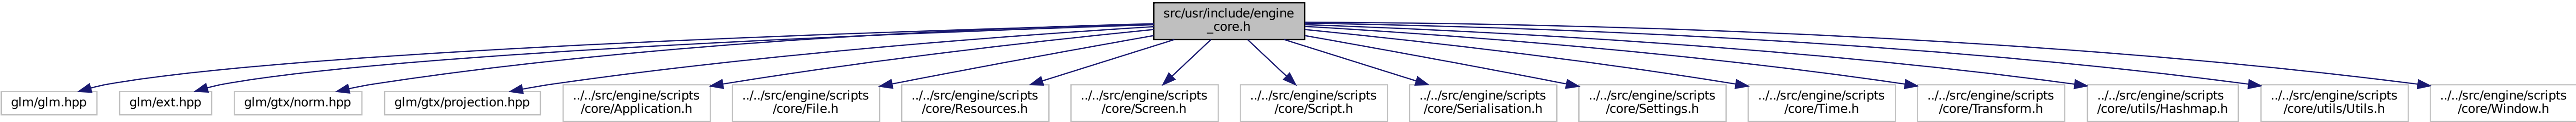 src/usr/include/engine
_core.h
glm/glm.hpp
glm/ext.hpp
glm/gtx/norm.hpp
glm/gtx/projection.hpp
../../src/engine/scripts
/core/Application.h
../../src/engine/scripts
/core/File.h
../../src/engine/scripts
/core/Resources.h
../../src/engine/scripts
/core/Screen.h
../../src/engine/scripts
/core/Script.h
../../src/engine/scripts
/core/Serialisation.h
../../src/engine/scripts
/core/Settings.h
../../src/engine/scripts
/core/Time.h
../../src/engine/scripts
/core/Transform.h
../../src/engine/scripts
/core/utils/Hashmap.h
../../src/engine/scripts
/core/utils/Utils.h
../../src/engine/scripts
/core/Window.h